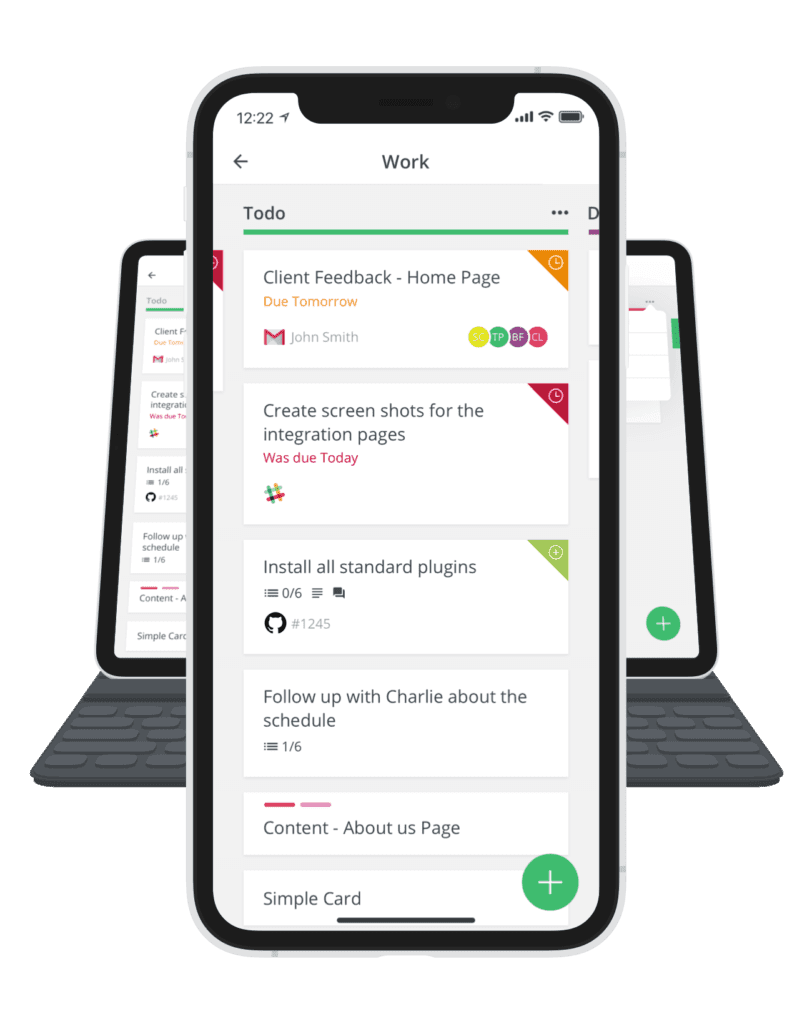 12:22
Work
Todo
D
Client Feedback - Home Page
Due Tomorrow
John Smith
SC TP BF CL
Create screen shots for the
integration pages
Was due Today
Install all standard plugins
0/6
#1245
Follow up with Charlie about the
schedule
1/6
Content - About us Page
Simple Card
Todo
Client F
Due Tom
John S
Create s
integrati
Was due To
Install all
1/6
#1245
Follow up
schedule
1/6
Content - A
Simple Card